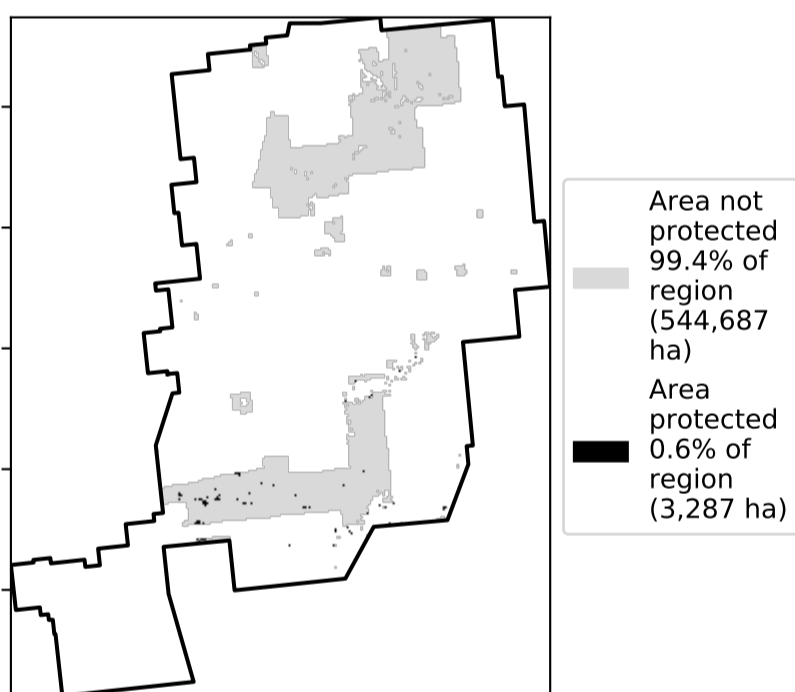 Area not
protected
99.4% of
region
(544,687
ha)
Area
protected
0.6% of
region
(3,287 ha)